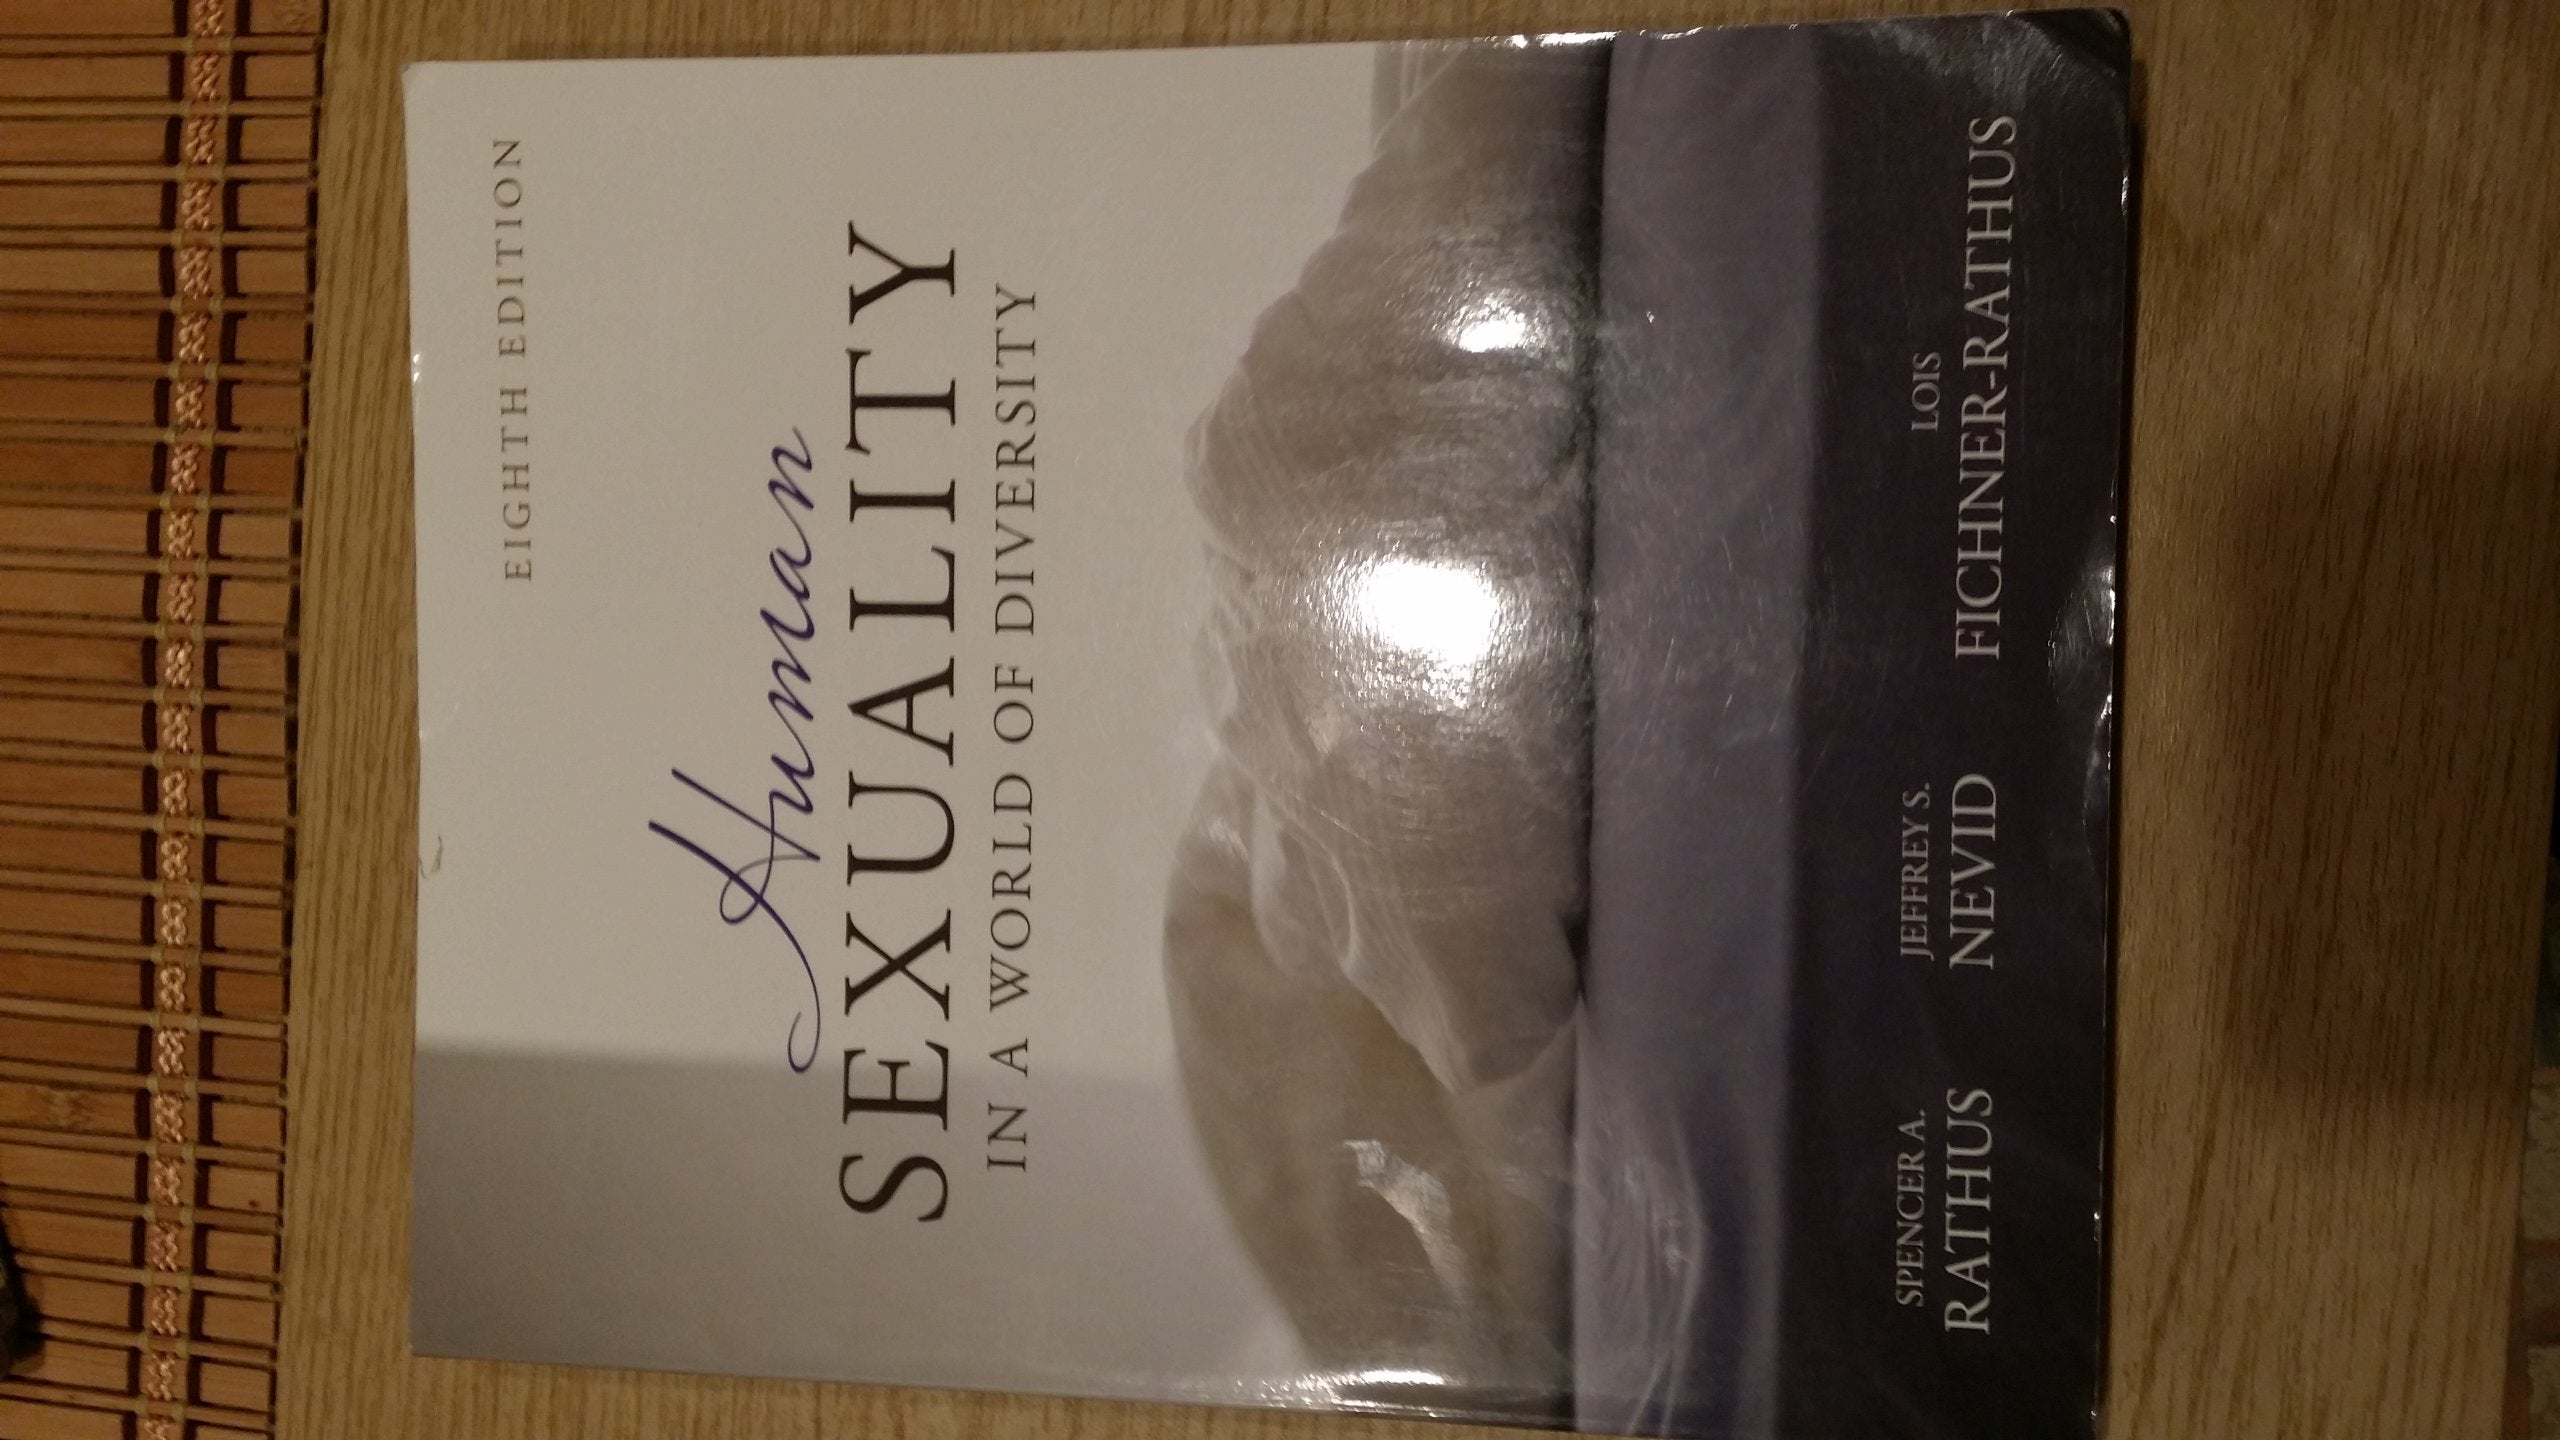 EIGHTH EDITION
Human
SEXUALITY
IN A WORLD OF DIVERSITY
SPENCER A.
RATHUS
JEFFREY S.
NEVID
LOIS
FICHNER-RATHUS